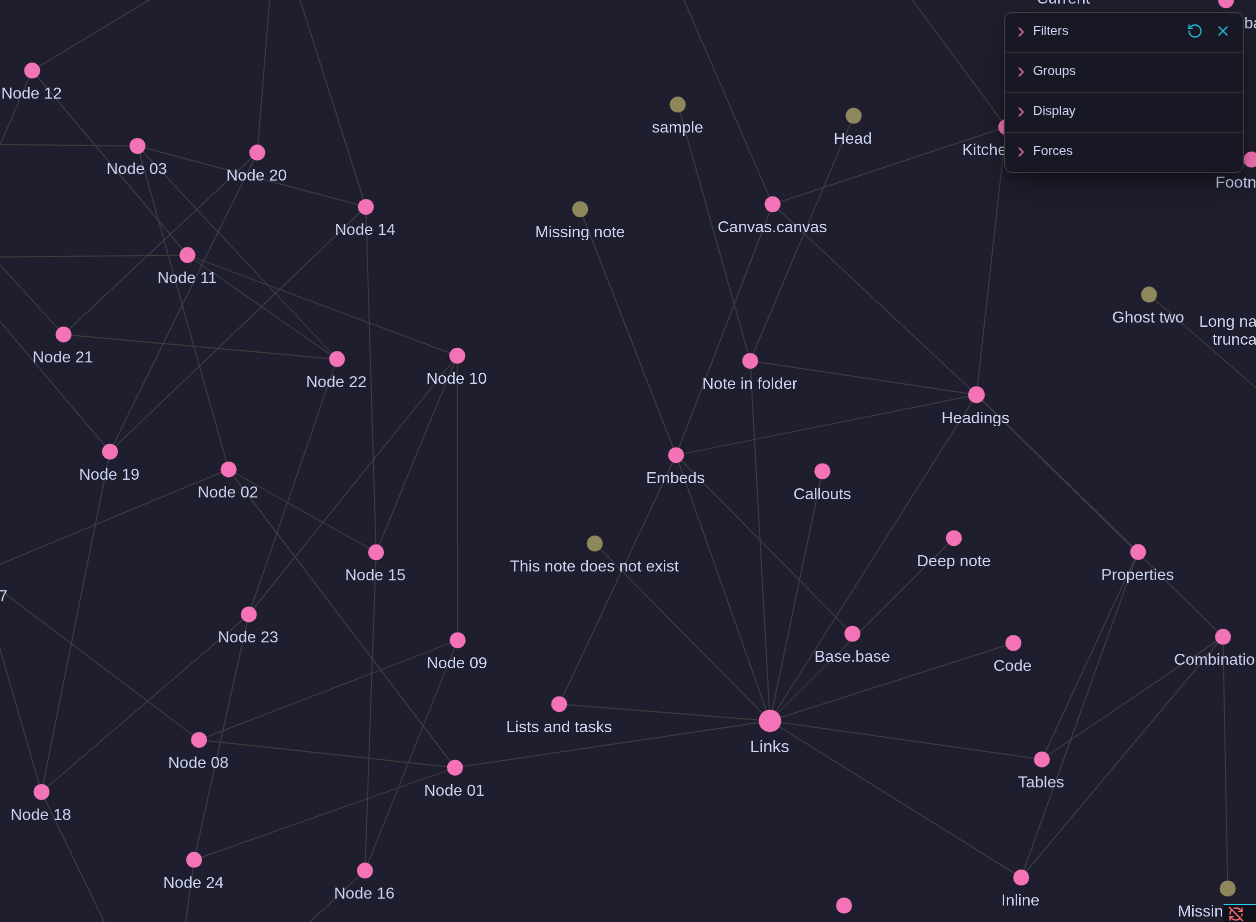 Current
Filters
Groups
Display
Forces
Node 12
Node 03
Node 20
Node 14
Node 11
Node 21
Node 22
Node 10
Node 19
Node 02
Node 15
Node 23
Node 09
Node 08
Node 01
Node 18
Node 24
Node 16
7
sample
Head
Missing note
Canvas.canvas
Note in folder
Headings
Ghost two
Embeds
Callouts
This note does not exist
Deep note
Properties
Base.base
Code
Lists and tasks
Links
Tables
Inline